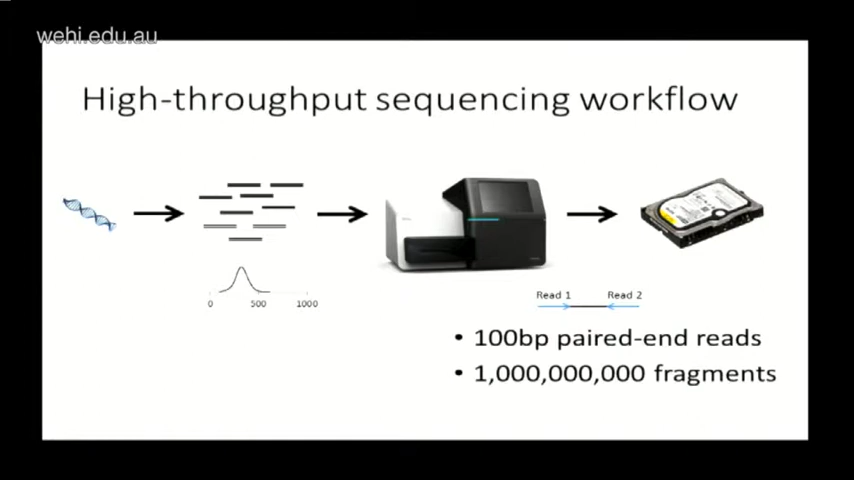 wehi.edu.au
High-throughput sequencing workflow
0 500 1000
Read 1 Read 2
• 100bp paired-end reads
• 1,000,000,000 fragments